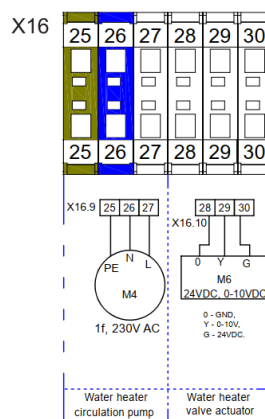 X16
25 26 27 28 29 30
25 26 27 28 29 30
X16.9 25 26 27 28 29 30
X16.10
PE N L 0 Y G
M4 M6
24VDC, 0-10VDC
1f, 230V AC
0 - GND,
Y - 0-10V,
G - 24VDC.
Water heater
circulation pump
Water heater
valve actuator